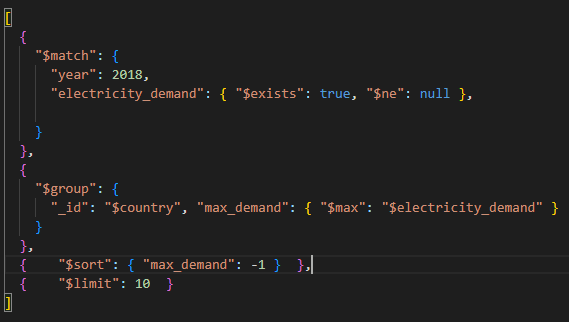 [
  {
    "$match": {
      "year": 2018,
      "electricity_demand": { "$exists": true, "$ne": null },

    }
  },
  {
    "$group": {
      "_id": "$country", "max_demand": { "$max": "$electricity_demand" }
    }
  },
  {    "$sort": { "max_demand": -1 }  },
  {    "$limit": 10  }
]